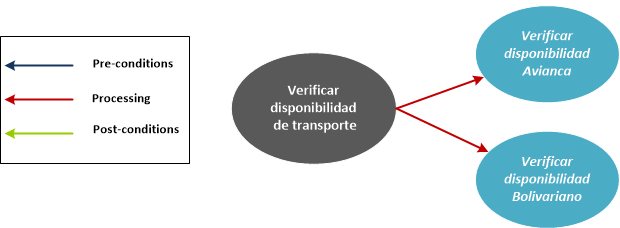 Pre-conditions
Processing
Post-conditions
Verificar
disponibilidad
de transporte
Verificar
disponibilidad
Avianca
Verificar
disponibilidad
Bolivariano